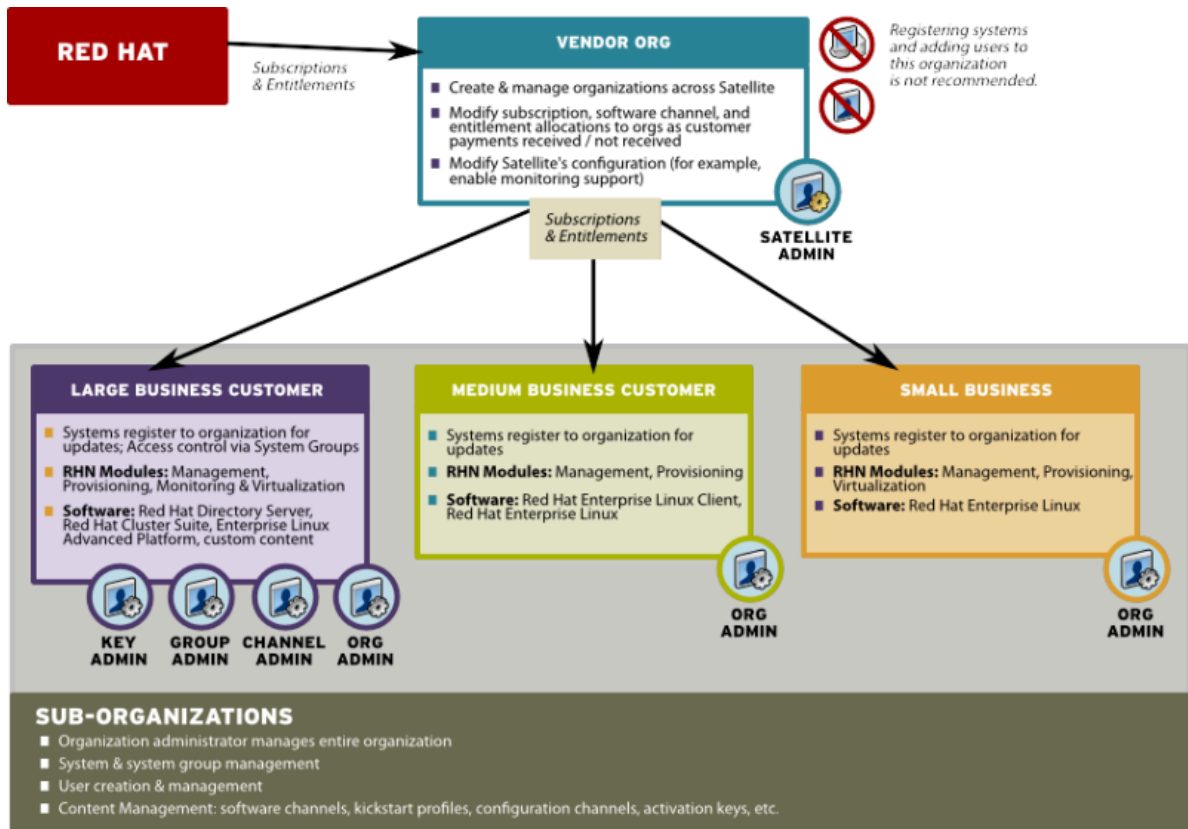 RED HAT
Subscriptions
& Entitlements
VENDOR ORG
Create & manage organizations across Satellite
Modify subscription, software channel, and
entitlement allocations to orgs as customer
payments received / not received
Modify Satellite's configuration (for example,
enable monitoring support)
Registering systems
and adding users to
this organization
is not recommended.
SATELLITE
ADMIN
Subscriptions
& Entitlements
LARGE BUSINESS CUSTOMER
Systems register to organization for
updates; Access control via System Groups
RHN Modules: Management,
Provisioning, Monitoring & Virtualization
Software: Red Hat Directory Server,
Red Hat Cluster Suite, Enterprise Linux
Advanced Platform, custom content
KEY
ADMIN
GROUP
ADMIN
CHANNEL
ADMIN
ORG
ADMIN
MEDIUM BUSINESS CUSTOMER
Systems register to organization for
updates
RHN Modules: Management, Provisioning
Software: Red Hat Enterprise Linux Client,
Red Hat Enterprise Linux
ORG
ADMIN
SMALL BUSINESS
Systems register to organization for
updates
RHN Modules: Management, Provisioning,
Virtualization
Software: Red Hat Enterprise Linux
ORG
ADMIN
SUB-ORGANIZATIONS
Organization administrator manages entire organization
System & system group management
User creation & management
Content Management: software channels, kickstart profiles, configuration channels, activation keys, etc.